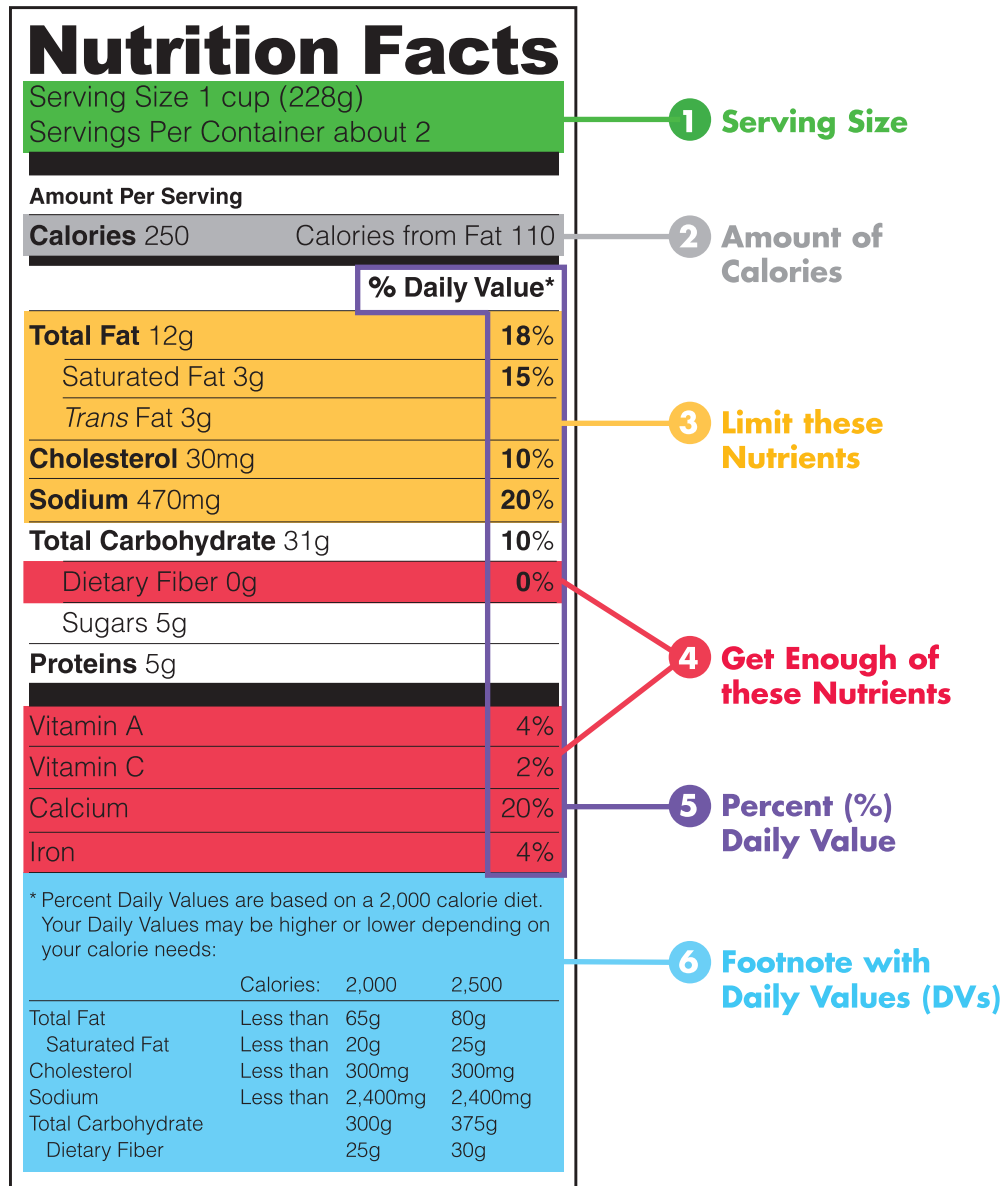 Nutrition Facts
Serving Size 1 cup (228g)
Servings Per Container about 2
Amount Per Serving
Calories 250 Calories from Fat 110
% Daily Value*
Total Fat 12g 18%
Saturated Fat 3g 15%
Trans Fat 3g
Cholesterol 30mg 10%
Sodium 470mg 20%
Total Carbohydrate 31g 10%
Dietary Fiber 0g 0%
Sugars 5g
Proteins 5g
Vitamin A 4%
Vitamin C 2%
Calcium 20%
Iron 4%
* Percent Daily Values are based on a 2,000 calorie diet.
Your Daily Values may be higher or lower depending on
your calorie needs:
Calories: 2,000 2,500
Total Fat Less than 65g 80g
Saturated Fat Less than 20g 25g
Cholesterol Less than 300mg 300mg
Sodium Less than 2,400mg 2,400mg
Total Carbohydrate 300g 375g
Dietary Fiber 25g 30g
1 Serving Size
2 Amount of
Calories
3 Limit these
Nutrients
4 Get Enough of
these Nutrients
5 Percent (%)
Daily Value
6 Footnote with
Daily Values (DVs)